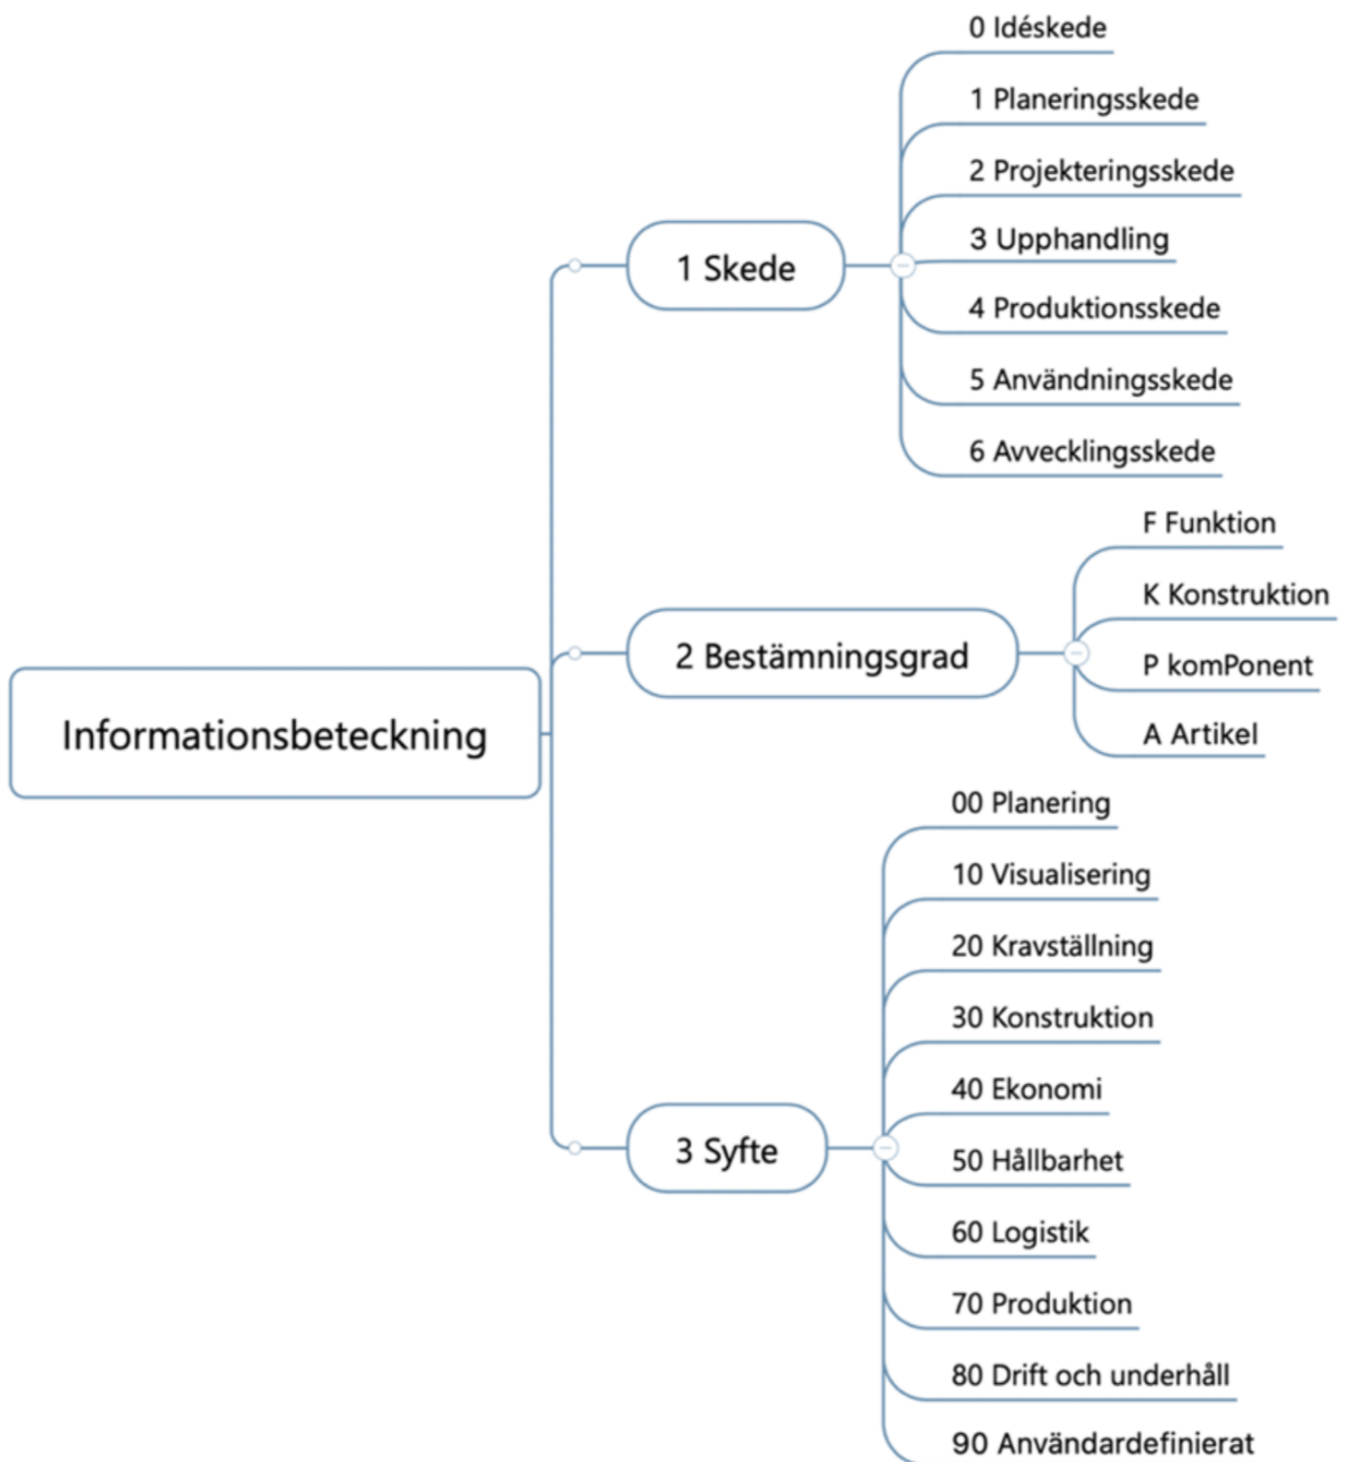 Informationsbeteckning
1 Skede
0 Idéskede
1 Planeringsskede
2 Projekteringsskede
3 Upphandling
4 Produktionsskede
5 Användningsskede
6 Avvecklingsskede
2 Bestämningsgrad
F Funktion
K Konstruktion
P komPonent
A Artikel
3 Syfte
00 Planering
10 Visualisering
20 Kravställning
30 Konstruktion
40 Ekonomi
50 Hållbarhet
60 Logistik
70 Produktion
80 Drift och underhåll
90 Användardefinierat